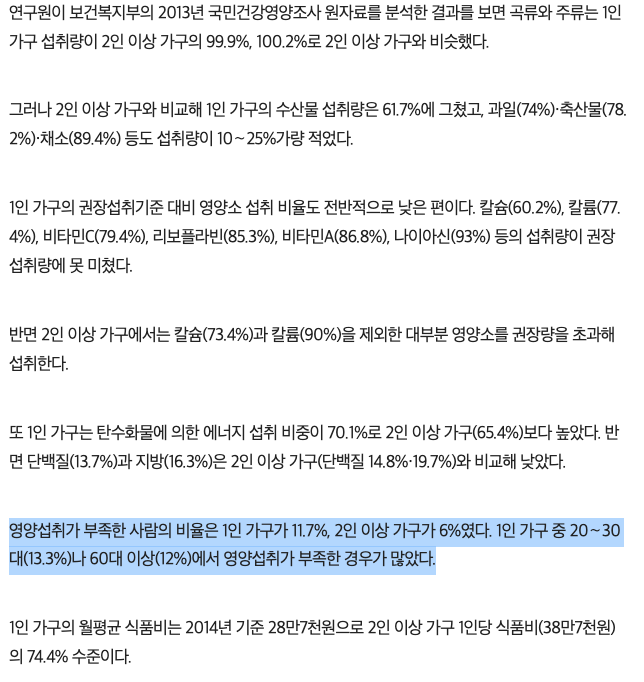 연구원이 보건복지부의 2013년 국민건강영양조사 원자료를 분석한 결과를 보면 곡류와 주류는 1인
가구 섭취량이 2인 이상 가구의 99.9%, 100.2%로 2인 이상 가구와 비슷했다.
그러나 2인 이상 가구와 비교해 1인 가구의 수산물 섭취량은 61.7%에 그쳤고, 과일(74%)·축산물(78.
2%)·채소(89.4%) 등도 섭취량이 10∼25%가량 적었다.
1인 가구의 권장섭취기준 대비 영양소 섭취 비율도 전반적으로 낮은 편이다. 칼슘(60.2%), 칼륨(77.
4%), 비타민C(79.4%), 리보플라빈(85.3%), 비타민A(86.8%), 나이아신(93%) 등의 섭취량이 권장
섭취량에 못 미쳤다.
반면 2인 이상 가구에서는 칼슘(73.4%)과 칼륨(90%)을 제외한 대부분 영양소를 권장량을 초과해
섭취한다.
또 1인 가구는 탄수화물에 의한 에너지 섭취 비중이 70.1%로 2인 이상 가구(65.4%)보다 높았다. 반
면 단백질(13.7%)과 지방(16.3%)은 2인 이상 가구(단백질 14.8%·19.7%)와 비교해 낮았다.
영양섭취가 부족한 사람의 비율은 1인 가구가 11.7%, 2인 이상 가구가 6%였다. 1인 가구 중 20∼30
대(13.3%)나 60대 이상(12%)에서 영양섭취가 부족한 경우가 많았다.
1인 가구의 월평균 식품비는 2014년 기준 28만7천원으로 2인 이상 가구 1인당 식품비(38만7천원)
의 74.4% 수준이다.